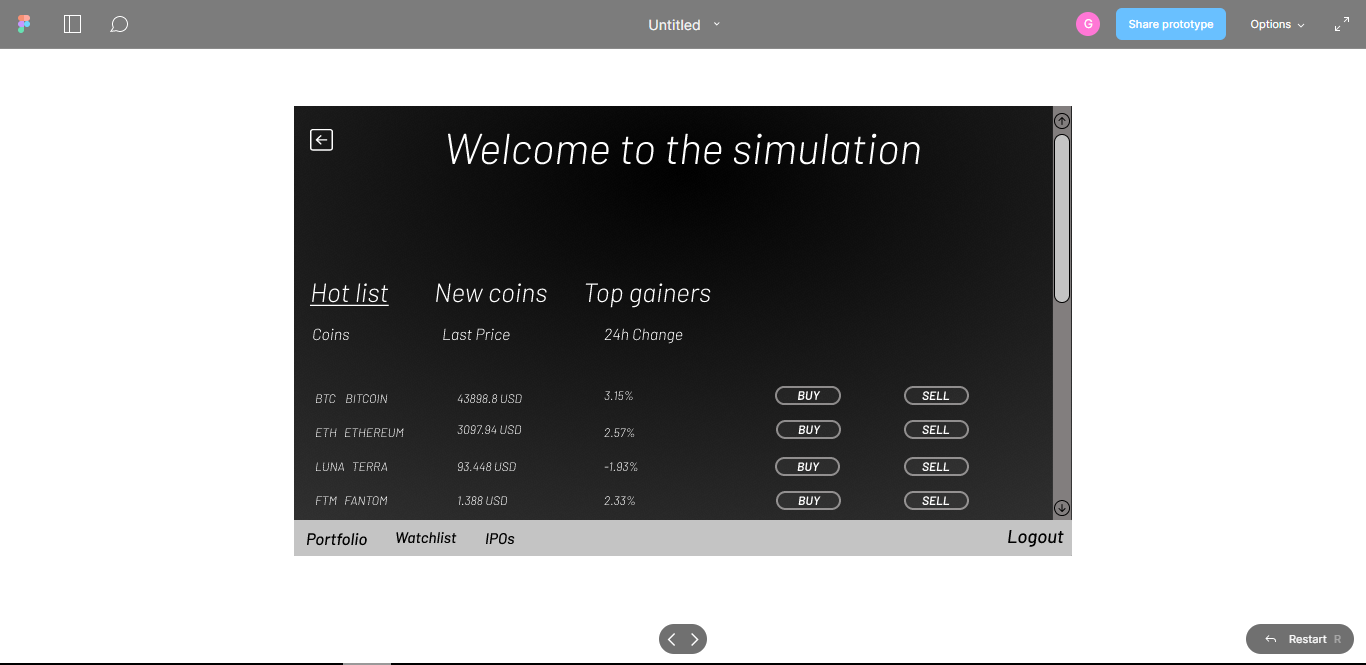 Untitled
G
Share prototype
Options
Welcome to the simulation
Hot list New coins Top gainers
Coins Last Price 24h Change
BTC BITCOIN 43898.8 USD 3.15% BUY SELL
ETH ETHEREUM 3097.94 USD 2.57% BUY SELL
LUNA TERRA 93.448 USD -1.93% BUY SELL
FTM FANTOM 1.388 USD 2.33% BUY SELL
Portfolio Watchlist IPOs Logout
Restart R